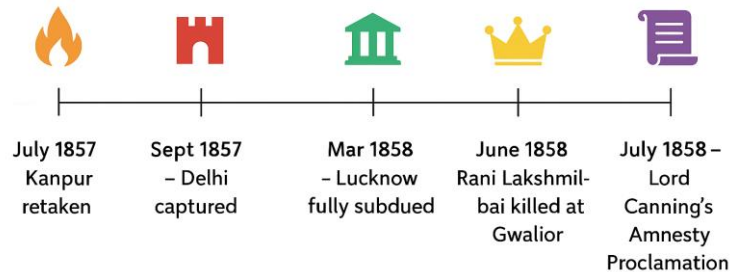 July 1857
Kanpur
retaken
Sept 1857
– Delhi
captured
Mar 1858
– Lucknow
fully subdued
June 1858
Rani Lakshmil-
bai killed at
Gwalior
July 1858 –
Lord
Canning's
Amnesty
Proclamation